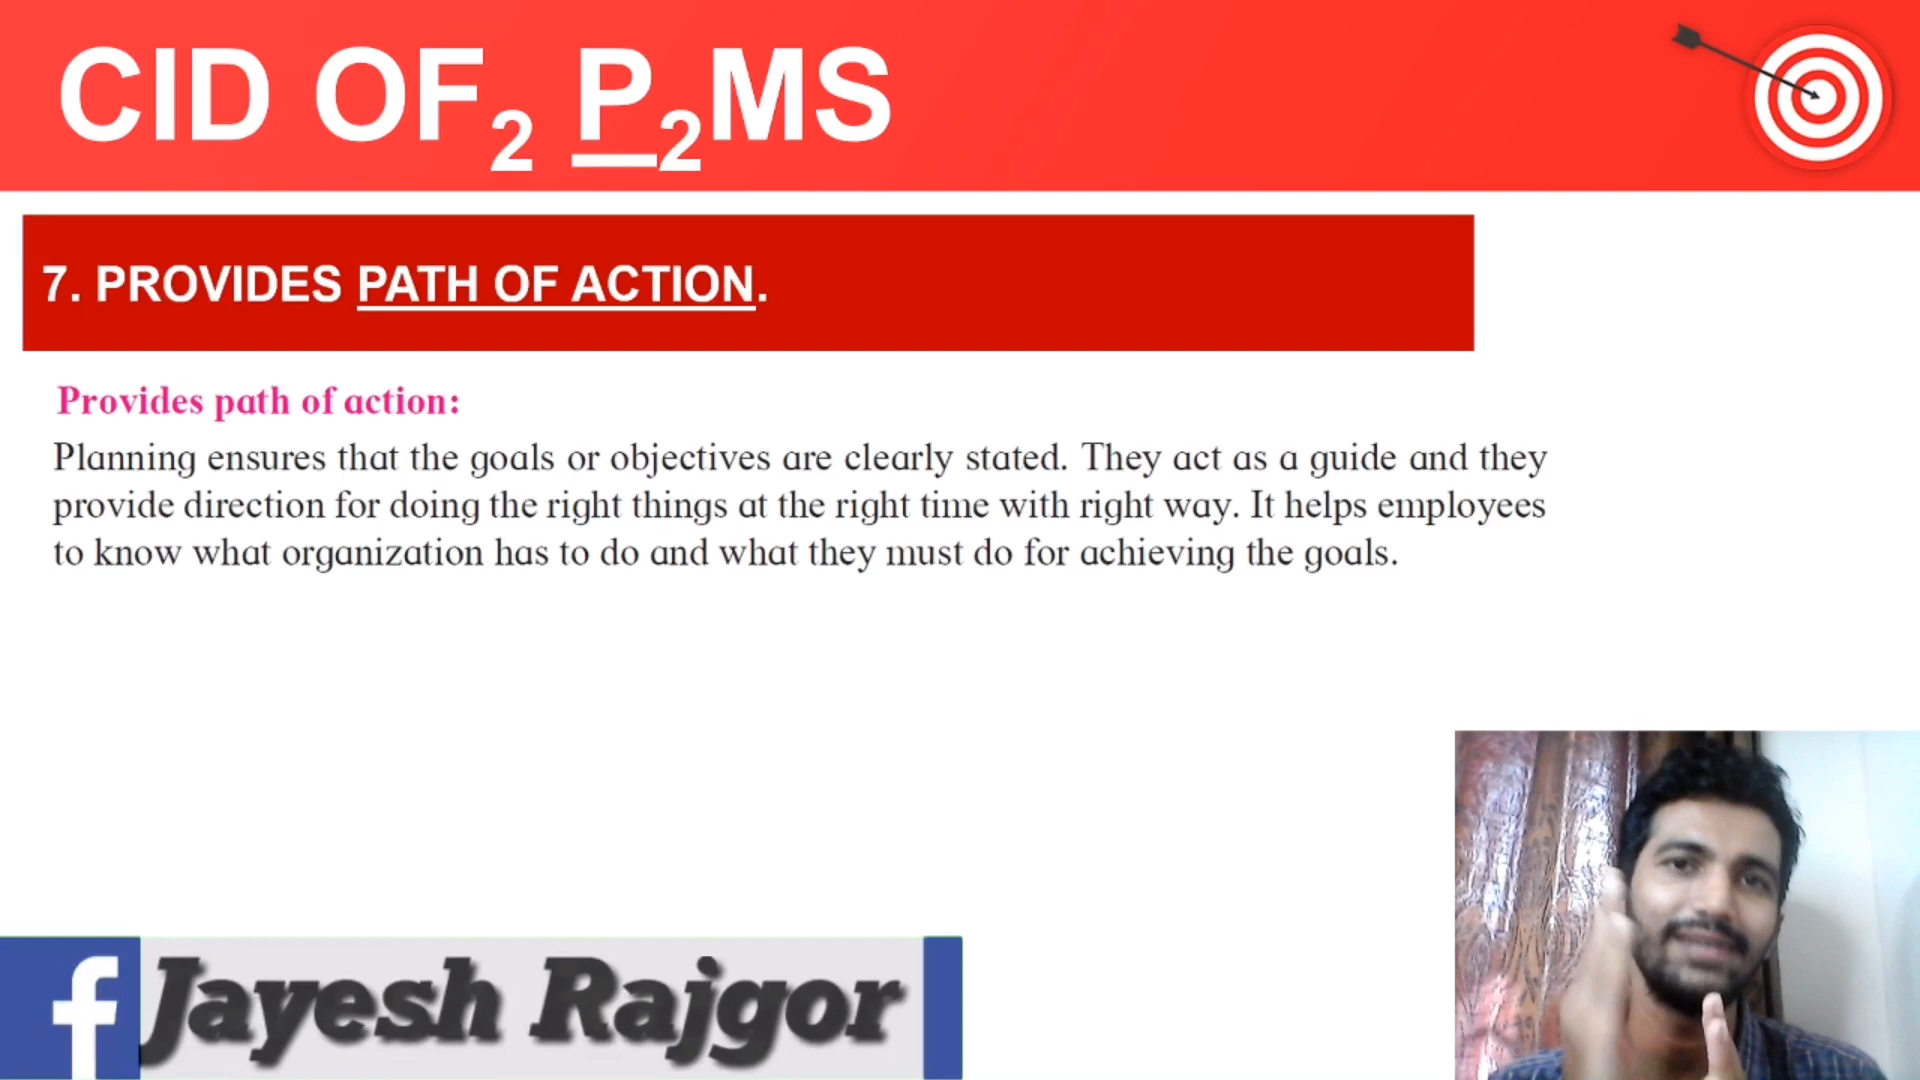 CID OF₂ P₂MS
7. PROVIDES PATH OF ACTION.
Provides path of action:
Planning ensures that the goals or objectives are clearly stated. They act as a guide and they
provide direction for doing the right things at the right time with right way. It helps employees
to know what organization has to do and what they must do for achieving the goals.
f Jayesh Rajgor